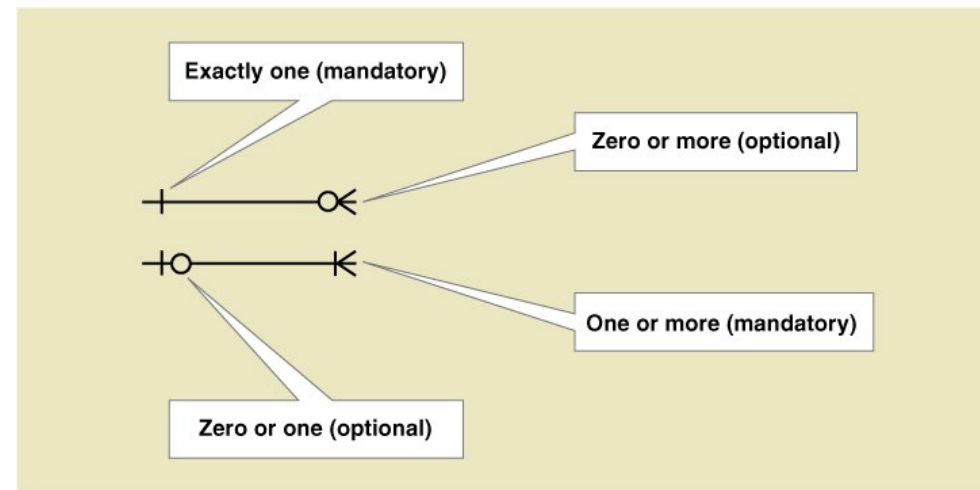 Exactly one (mandatory)
Zero or more (optional)
One or more (mandatory)
Zero or one (optional)